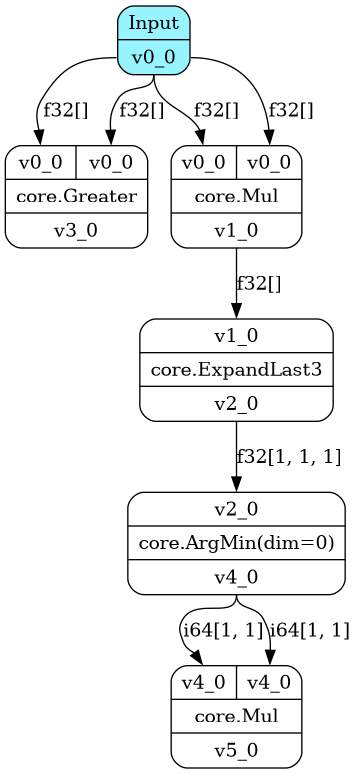 Input
v0_0
f32[] f32[] f32[] f32[]
v0_0 v0_0
core.Greater
v3_0
v0_0 v0_0
core.Mul
v1_0
f32[]
v1_0
core.ExpandLast3
v2_0
f32[1, 1, 1]
v2_0
core.ArgMin(dim=0)
v4_0
i64[1, 1] i64[1, 1]
v4_0 v4_0
core.Mul
v5_0